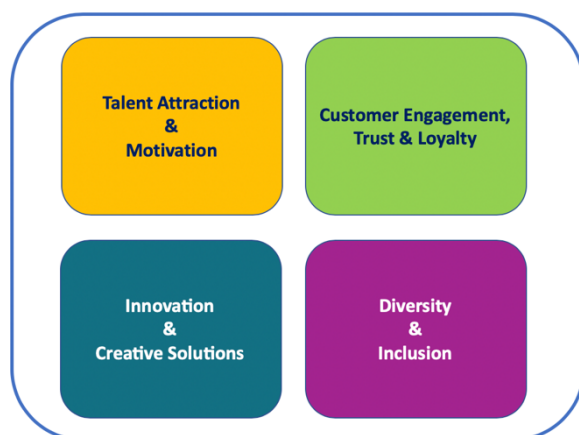 Talent Attraction
&
Motivation
Customer Engagement,
Trust & Loyalty
Innovation
&
Creative Solutions
Diversity
&
Inclusion